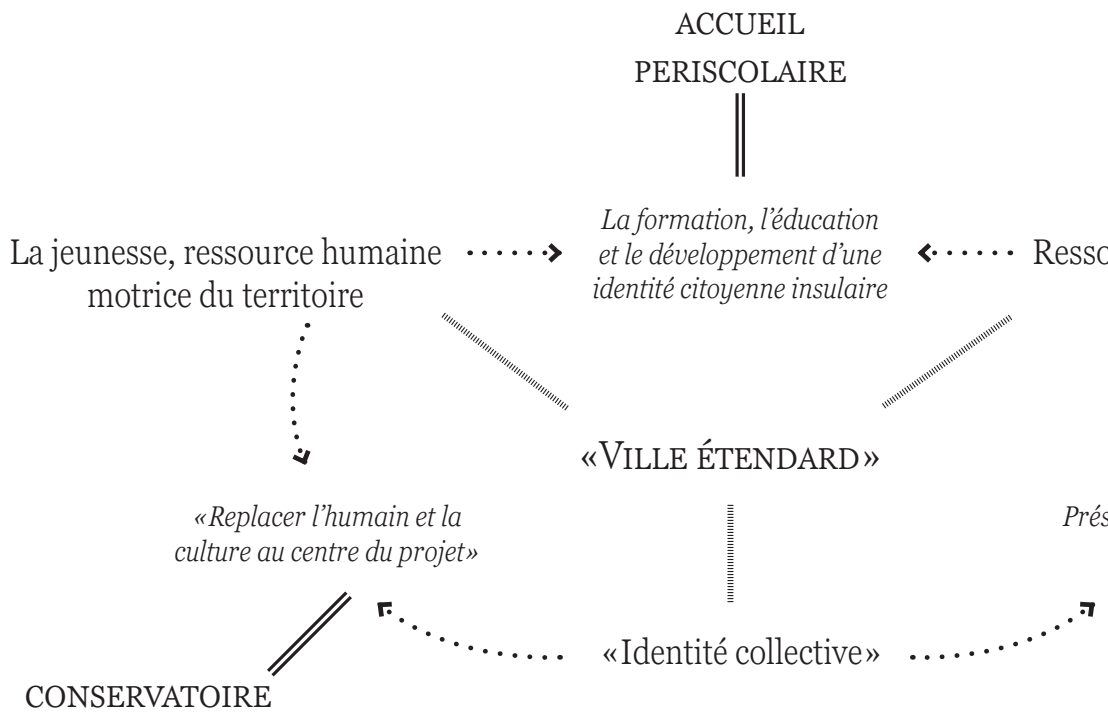 ACCUEIL
PERISCOLAIRE
La formation, l’éducation
et le développement d’une
identité citoyenne insulaire
La jeunesse, ressource humaine
motrice du territoire
«VILLE ÉTENDARD»
«Replacer l’humain et la
culture au centre du projet»
«Identité collective»
CONSERVATOIRE